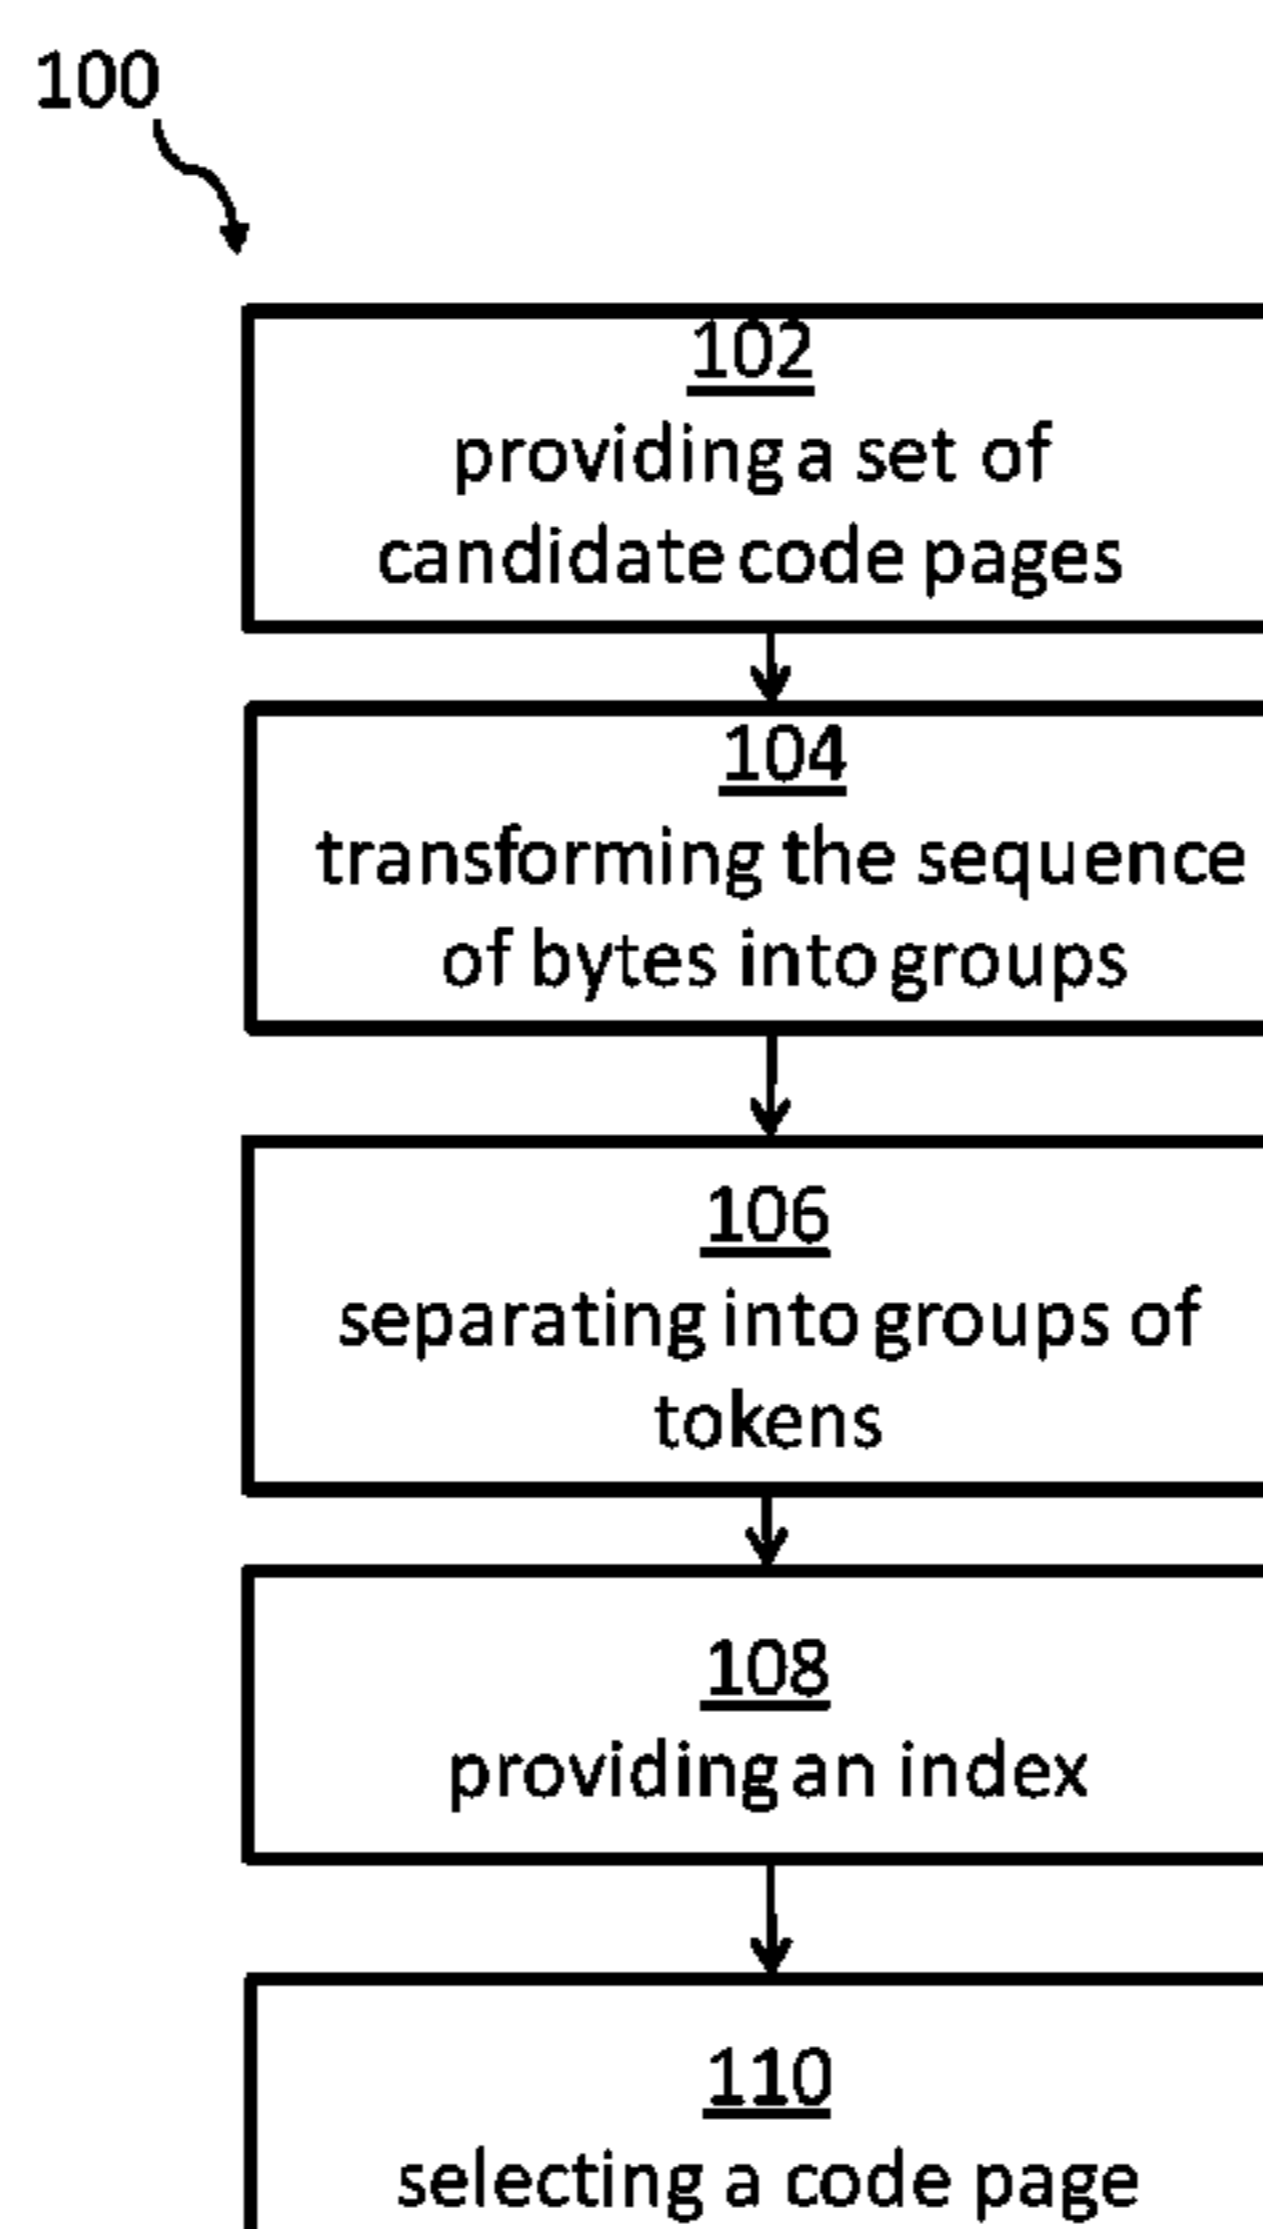 100
102
providing a set of
candidate code pages
104
transforming the sequence
of bytes into groups
106
separating into groups of
tokens
108
providing an index
110
selecting a code page